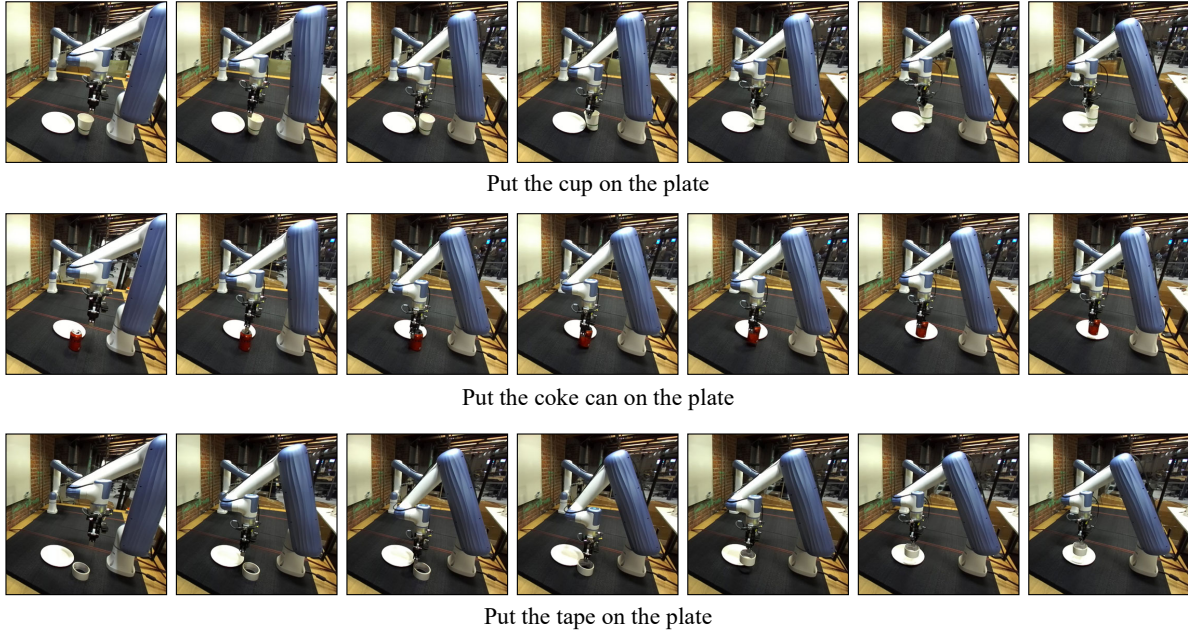 Put the cup on the plate
Put the coke can on the plate
Put the tape on the plate